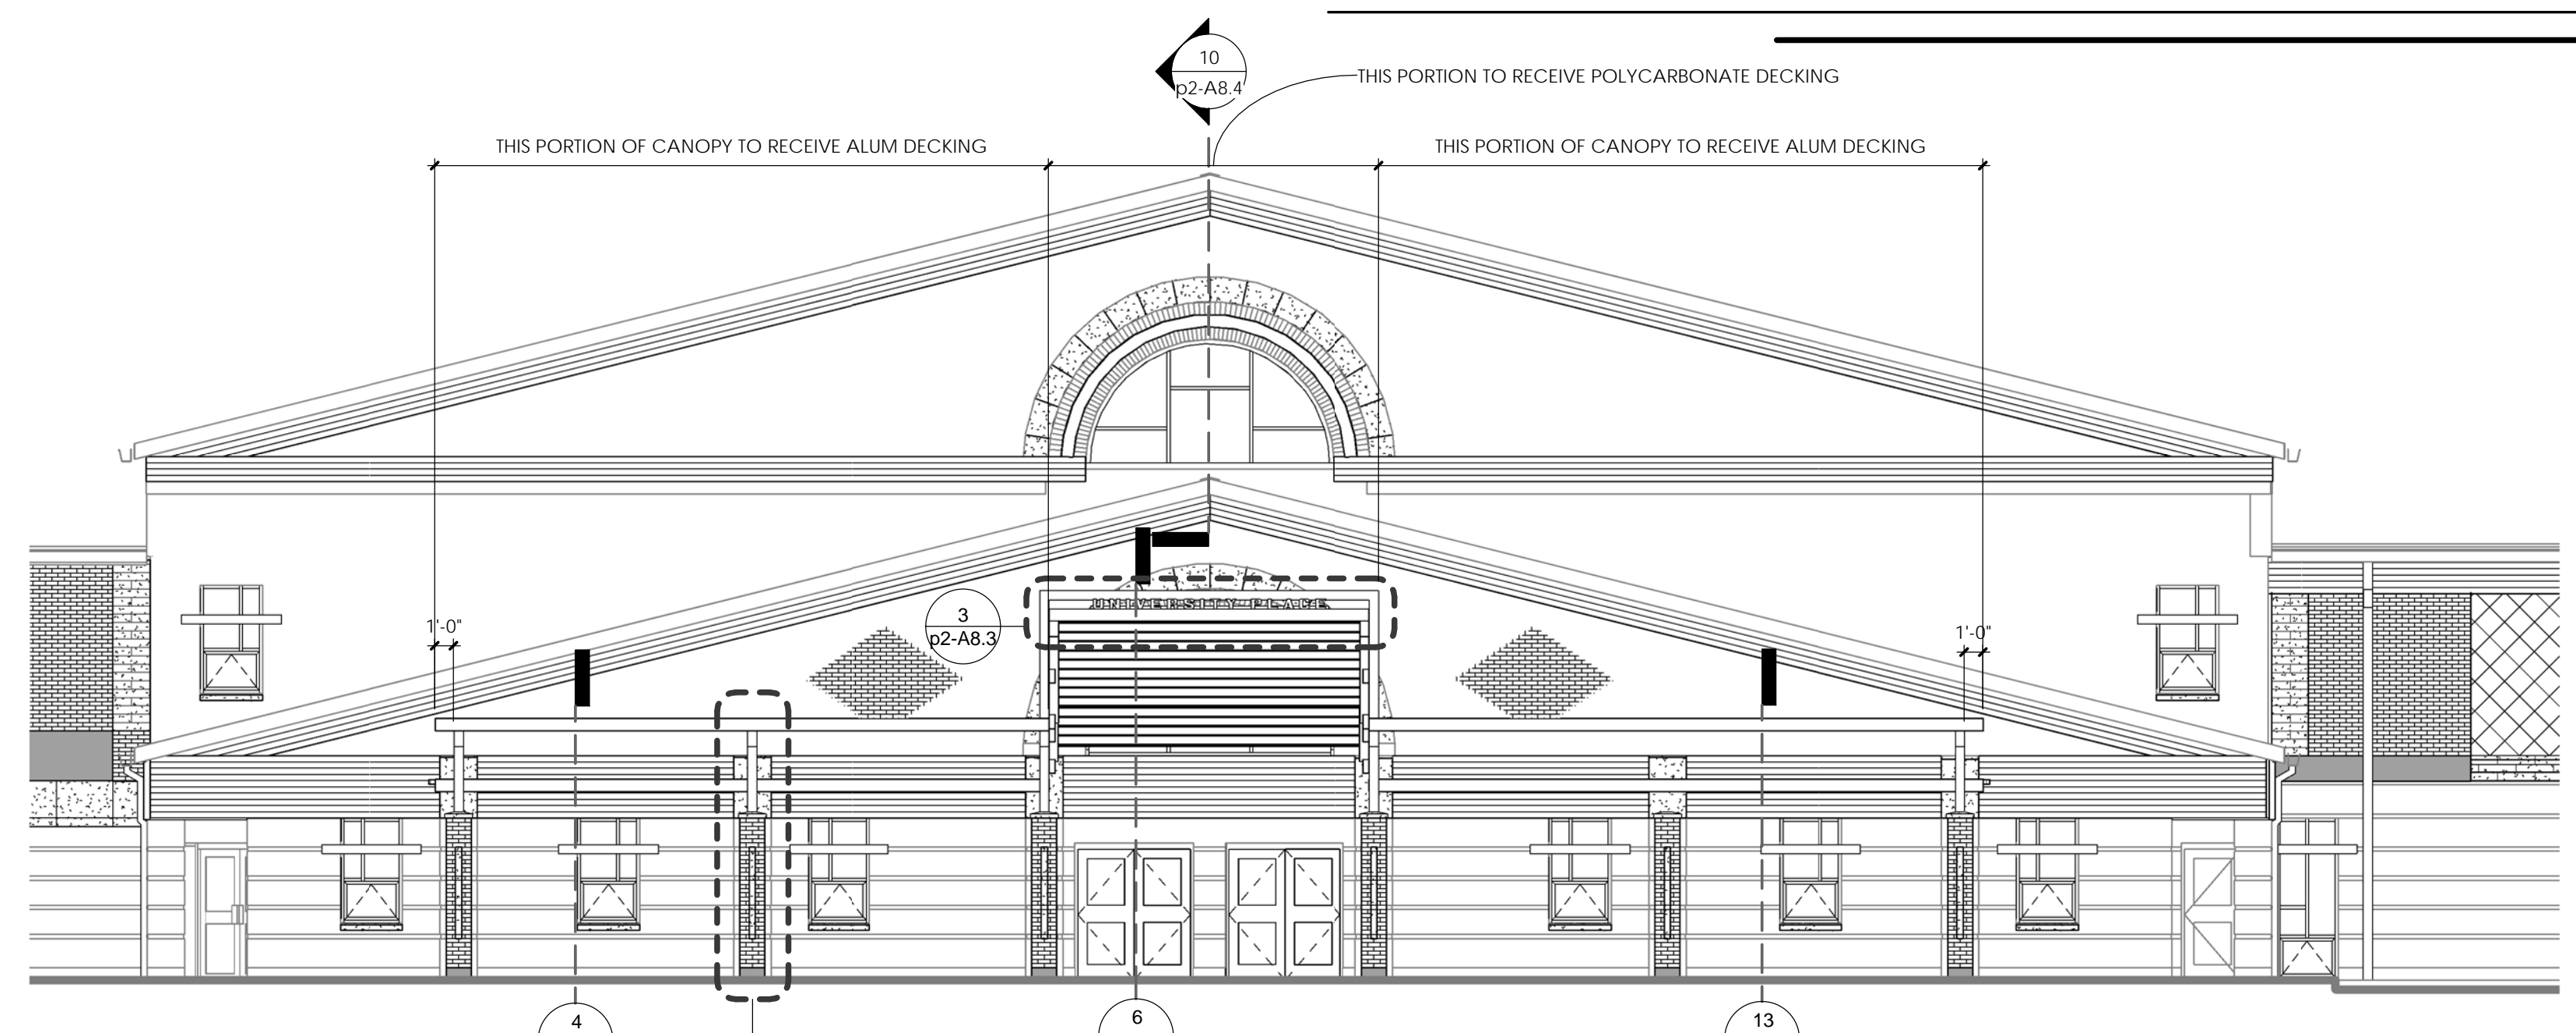 10
p2-A8.4
THIS PORTION TO RECEIVE POLYCARBONATE DECKING
THIS PORTION OF CANOPY TO RECEIVE ALUM DECKING
THIS PORTION OF CANOPY TO RECEIVE ALUM DECKING
UNIVERSITY PLACE
3
p2-A8.3
1'-0"
1'-0"
4
6
13